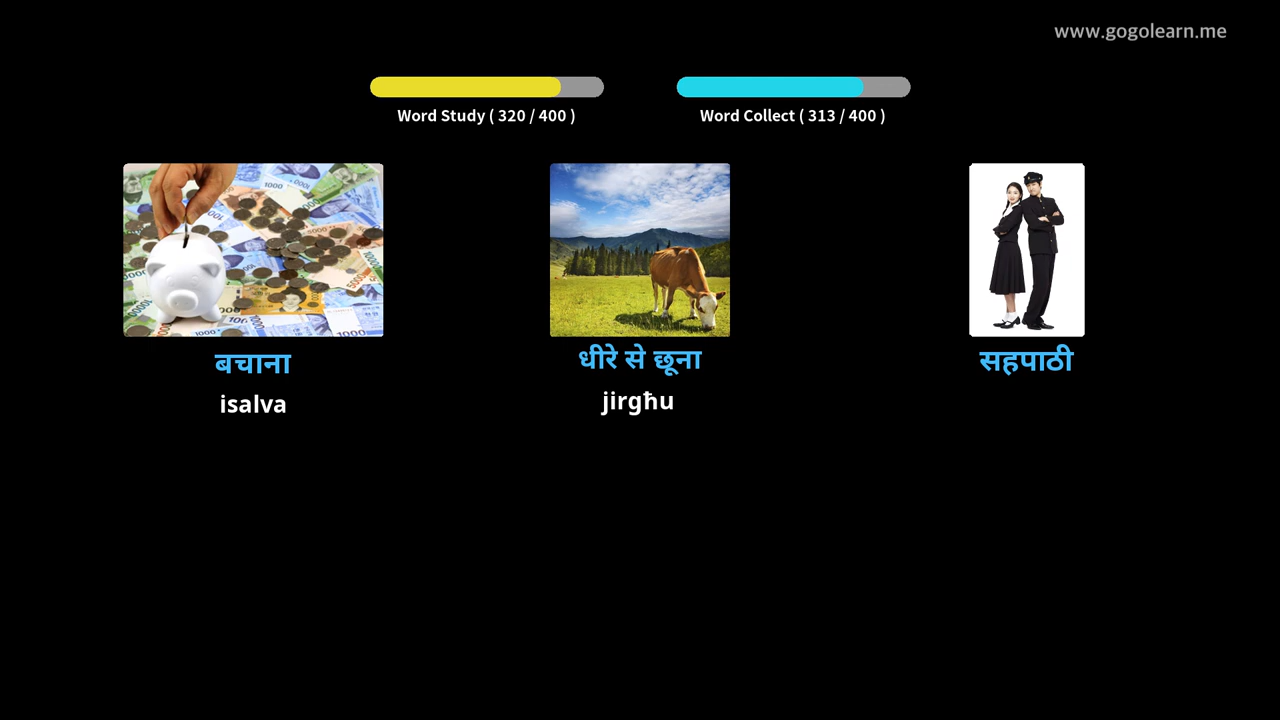 www.gogolearn.me
Word Study ( 320 / 400 )
Word Collect ( 313 / 400 )
बचाना
isalva
धीरे से छूना
jirgħu
सहपाठी